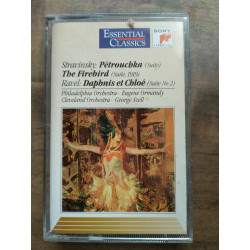 ESSENTIAL
CLASSICS
SONY
Stravinsky: Pétrouchka (Suite)
The Firebird (Suite, 1919)
Ravel: Daphnis et Chloé (Suite No. 2)
Philadelphia Orchestra · Eugene Ormandy
Cleveland Orchestra · George Szell